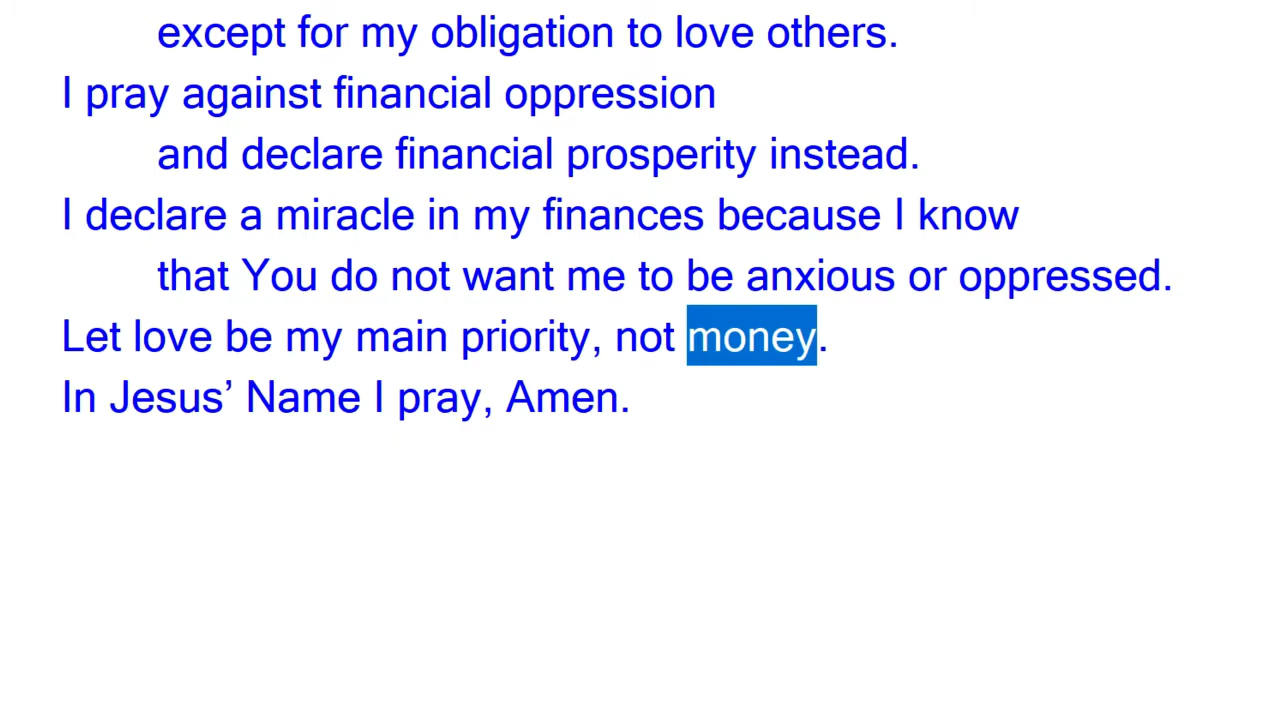 except for my obligation to love others.
I pray against financial oppression
and declare financial prosperity instead.
I declare a miracle in my finances because I know
that You do not want me to be anxious or oppressed.
Let love be my main priority, not money.
In Jesus’ Name I pray, Amen.